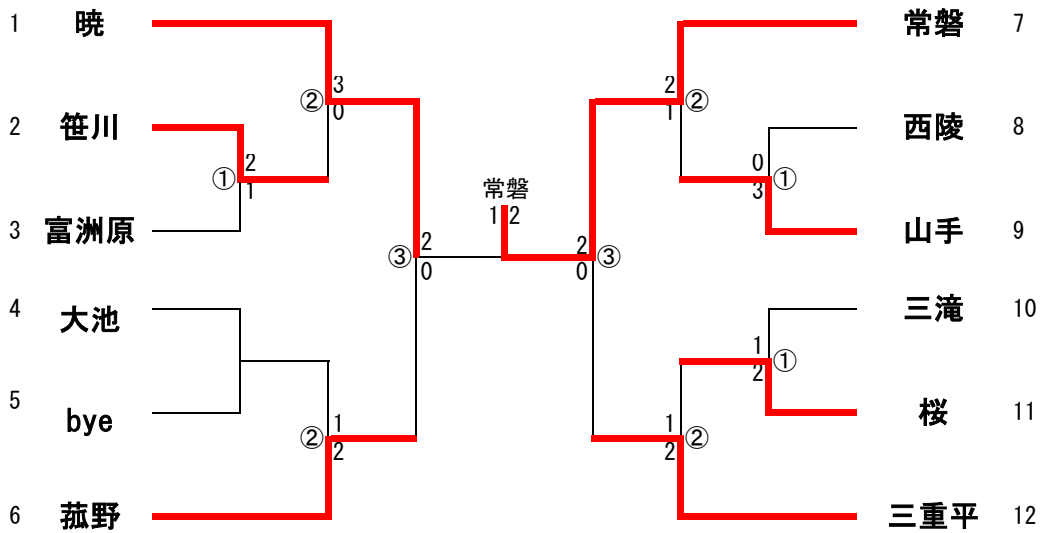 1 暁
常磐 7
3
② 0
2 ②
1
2 笹川
西陵 8
2
① 1
0 ①
3
3 富洲原
山手 9
常磐
1 2
2
③ 0
2 ③
0
4 大池
三滝 10
1 ①
2
5 bye
桜 11
1
② 2
1 ②
2
6 菰野
三重平 12